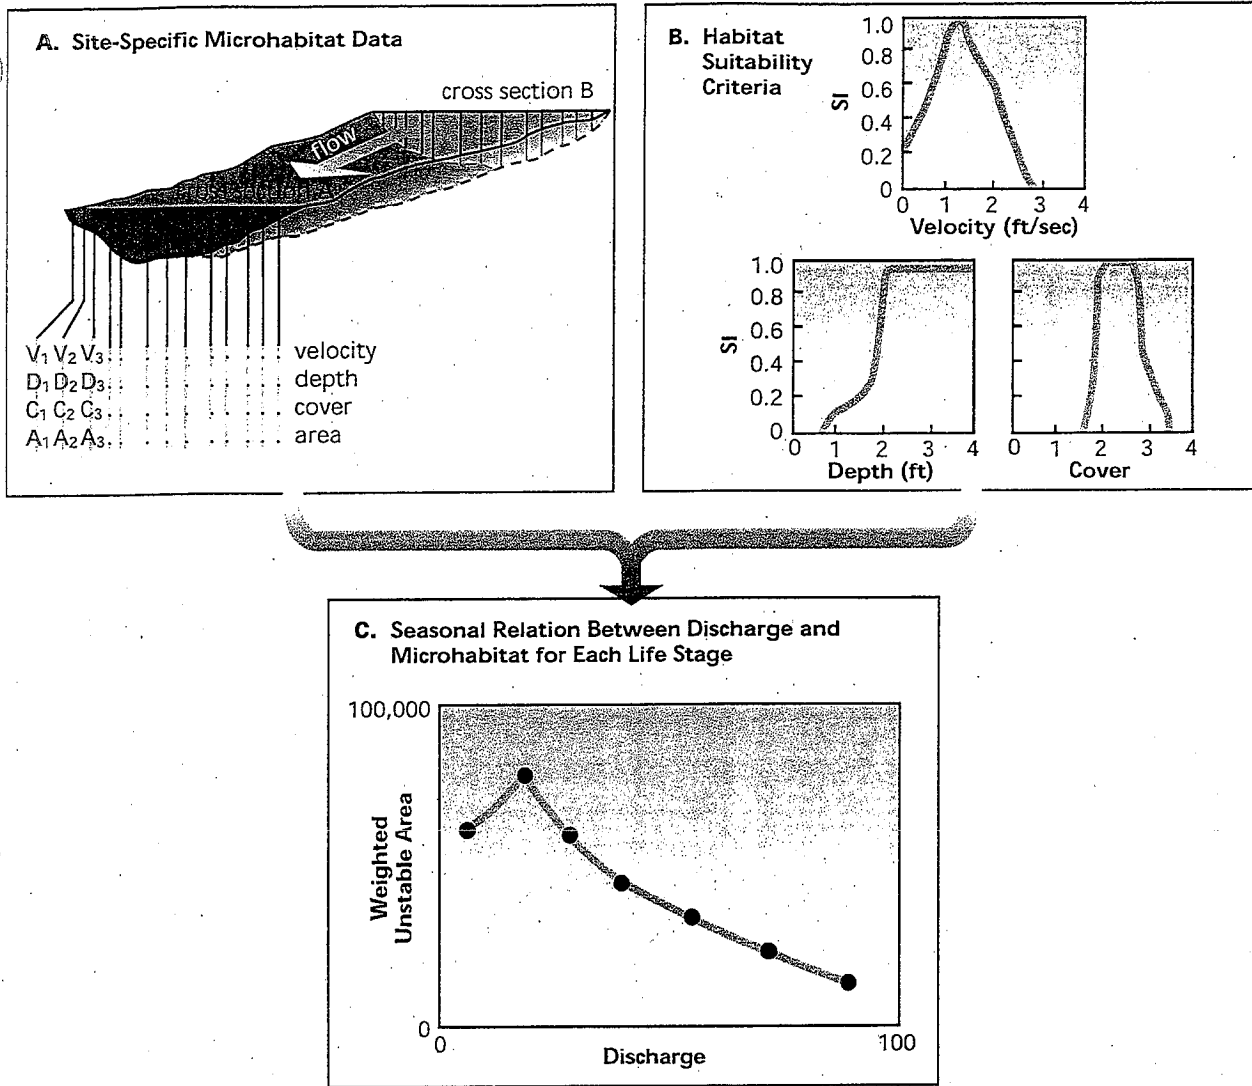 A. Site-Specific Microhabitat Data
cross section B
flow
cross section A
V1 V2 V3 . . velocity
D1 D2 D3 . . depth
C1 C2 C3 . . cover
A1 A2 A3 . . area
B. Habitat
Suitability
Criteria
SI
1.0
0.8
0.6
0.4
0.2
0
0 1 2 3 4
Velocity (ft/sec)
SI
1.0
0.8
0.6
0.4
0.2
0
0 1 2 3 4
Depth (ft)
0 1 2 3 4
Cover
C. Seasonal Relation Between Discharge and
Microhabitat for Each Life Stage
100,000
Weighted
Unstable Area
0
0 100
Discharge